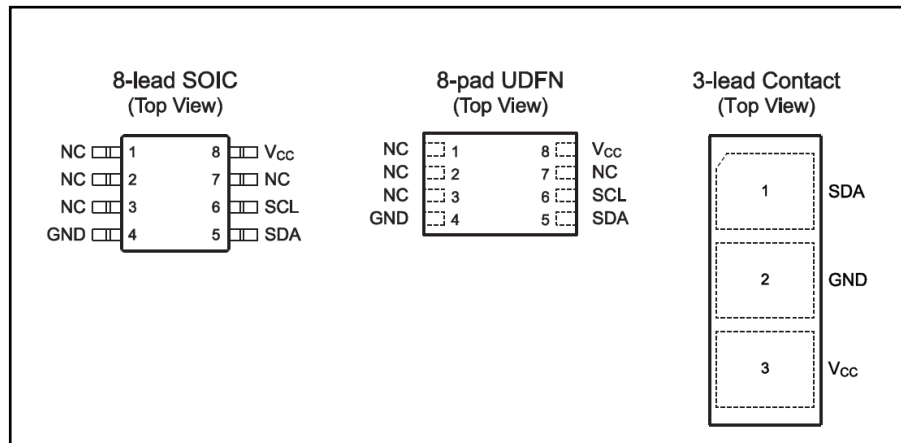 8-lead SOIC
(Top View)
NC 1 8 VCC
NC 2 7 NC
NC 3 6 SCL
GND 4 5 SDA
8-pad UDFN
(Top View)
NC 1 8 VCC
NC 2 7 NC
NC 3 6 SCL
GND 4 5 SDA
3-lead Contact
(Top View)
1 SDA
2 GND
3 VCC